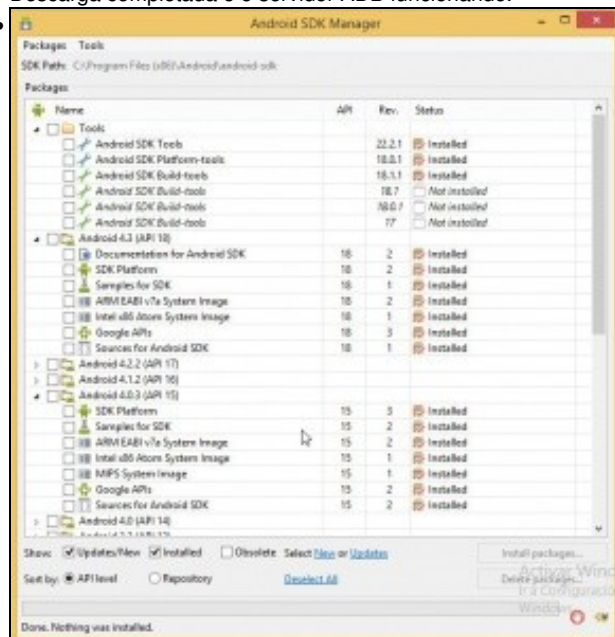 Descarga completada e o servidor ADB funcionando.
Android SDK Manager
Packages Tools
SDK Path: C:\Program Files (x86)\Android\android-sdk
Packages
Name API Rev. Status
Tools
Android SDK Tools 22.2.1 Installed
Android SDK Platform-tools 18.0.1 Installed
Android SDK Build-tools 18.1.1 Installed
Android SDK Build-tools 18.1 Not installed
Android SDK Build-tools 18.0.1 Not installed
Android SDK Build-tools 17 Not installed
Android 4.3 (API 18)
Documentation for Android SDK 18 2 Installed
SDK Platform 18 2 Installed
Samples for SDK 18 1 Installed
ARM EABI v7a System Image 18 2 Installed
Intel x86 Atom System Image 18 1 Installed
Google APIs 18 3 Installed
Sources for Android SDK 18 1 Installed
Android 4.2.2 (API 17)
Android 4.1.2 (API 16)
Android 4.0.3 (API 15)
SDK Platform 15 3 Installed
Samples for SDK 15 2 Installed
ARM EABI v7a System Image 15 2 Installed
Intel x86 Atom System Image 15 1 Installed
MIPS System Image 15 1 Installed
Google APIs 15 2 Installed
Sources for Android SDK 15 2 Installed
Android 4.0 (API 14)
Show: Updates/New Installed Obsolete Select New or Updates Install packages...
Sort by: API level Repository Deselect All Delete packages...
Activar Wind
Ir a Configuració
Windows
Done. Nothing was installed.